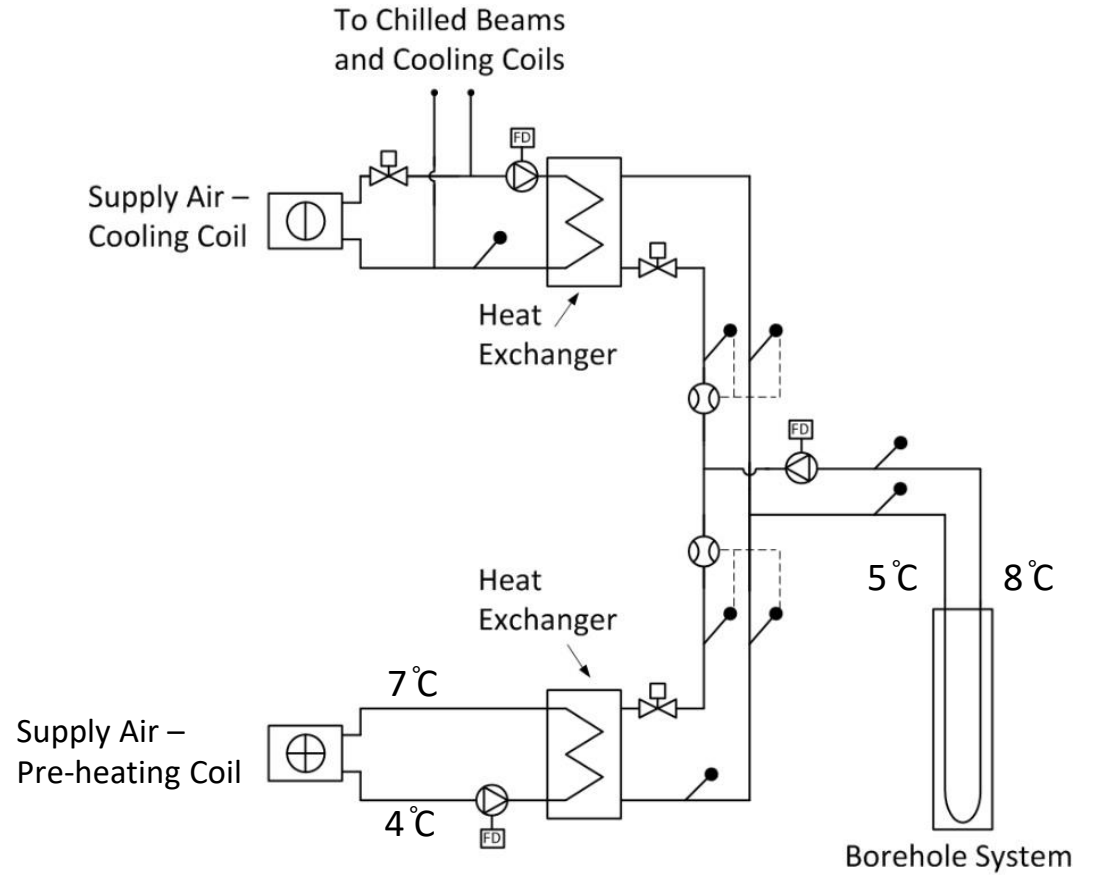 To Chilled Beams
and Cooling Coils
FD
Supply Air –
Cooling Coil
Heat
Exchanger
FD
5°C
8°C
Heat
Exchanger
7°C
Supply Air –
Pre-heating Coil
4°C
FD
Borehole System